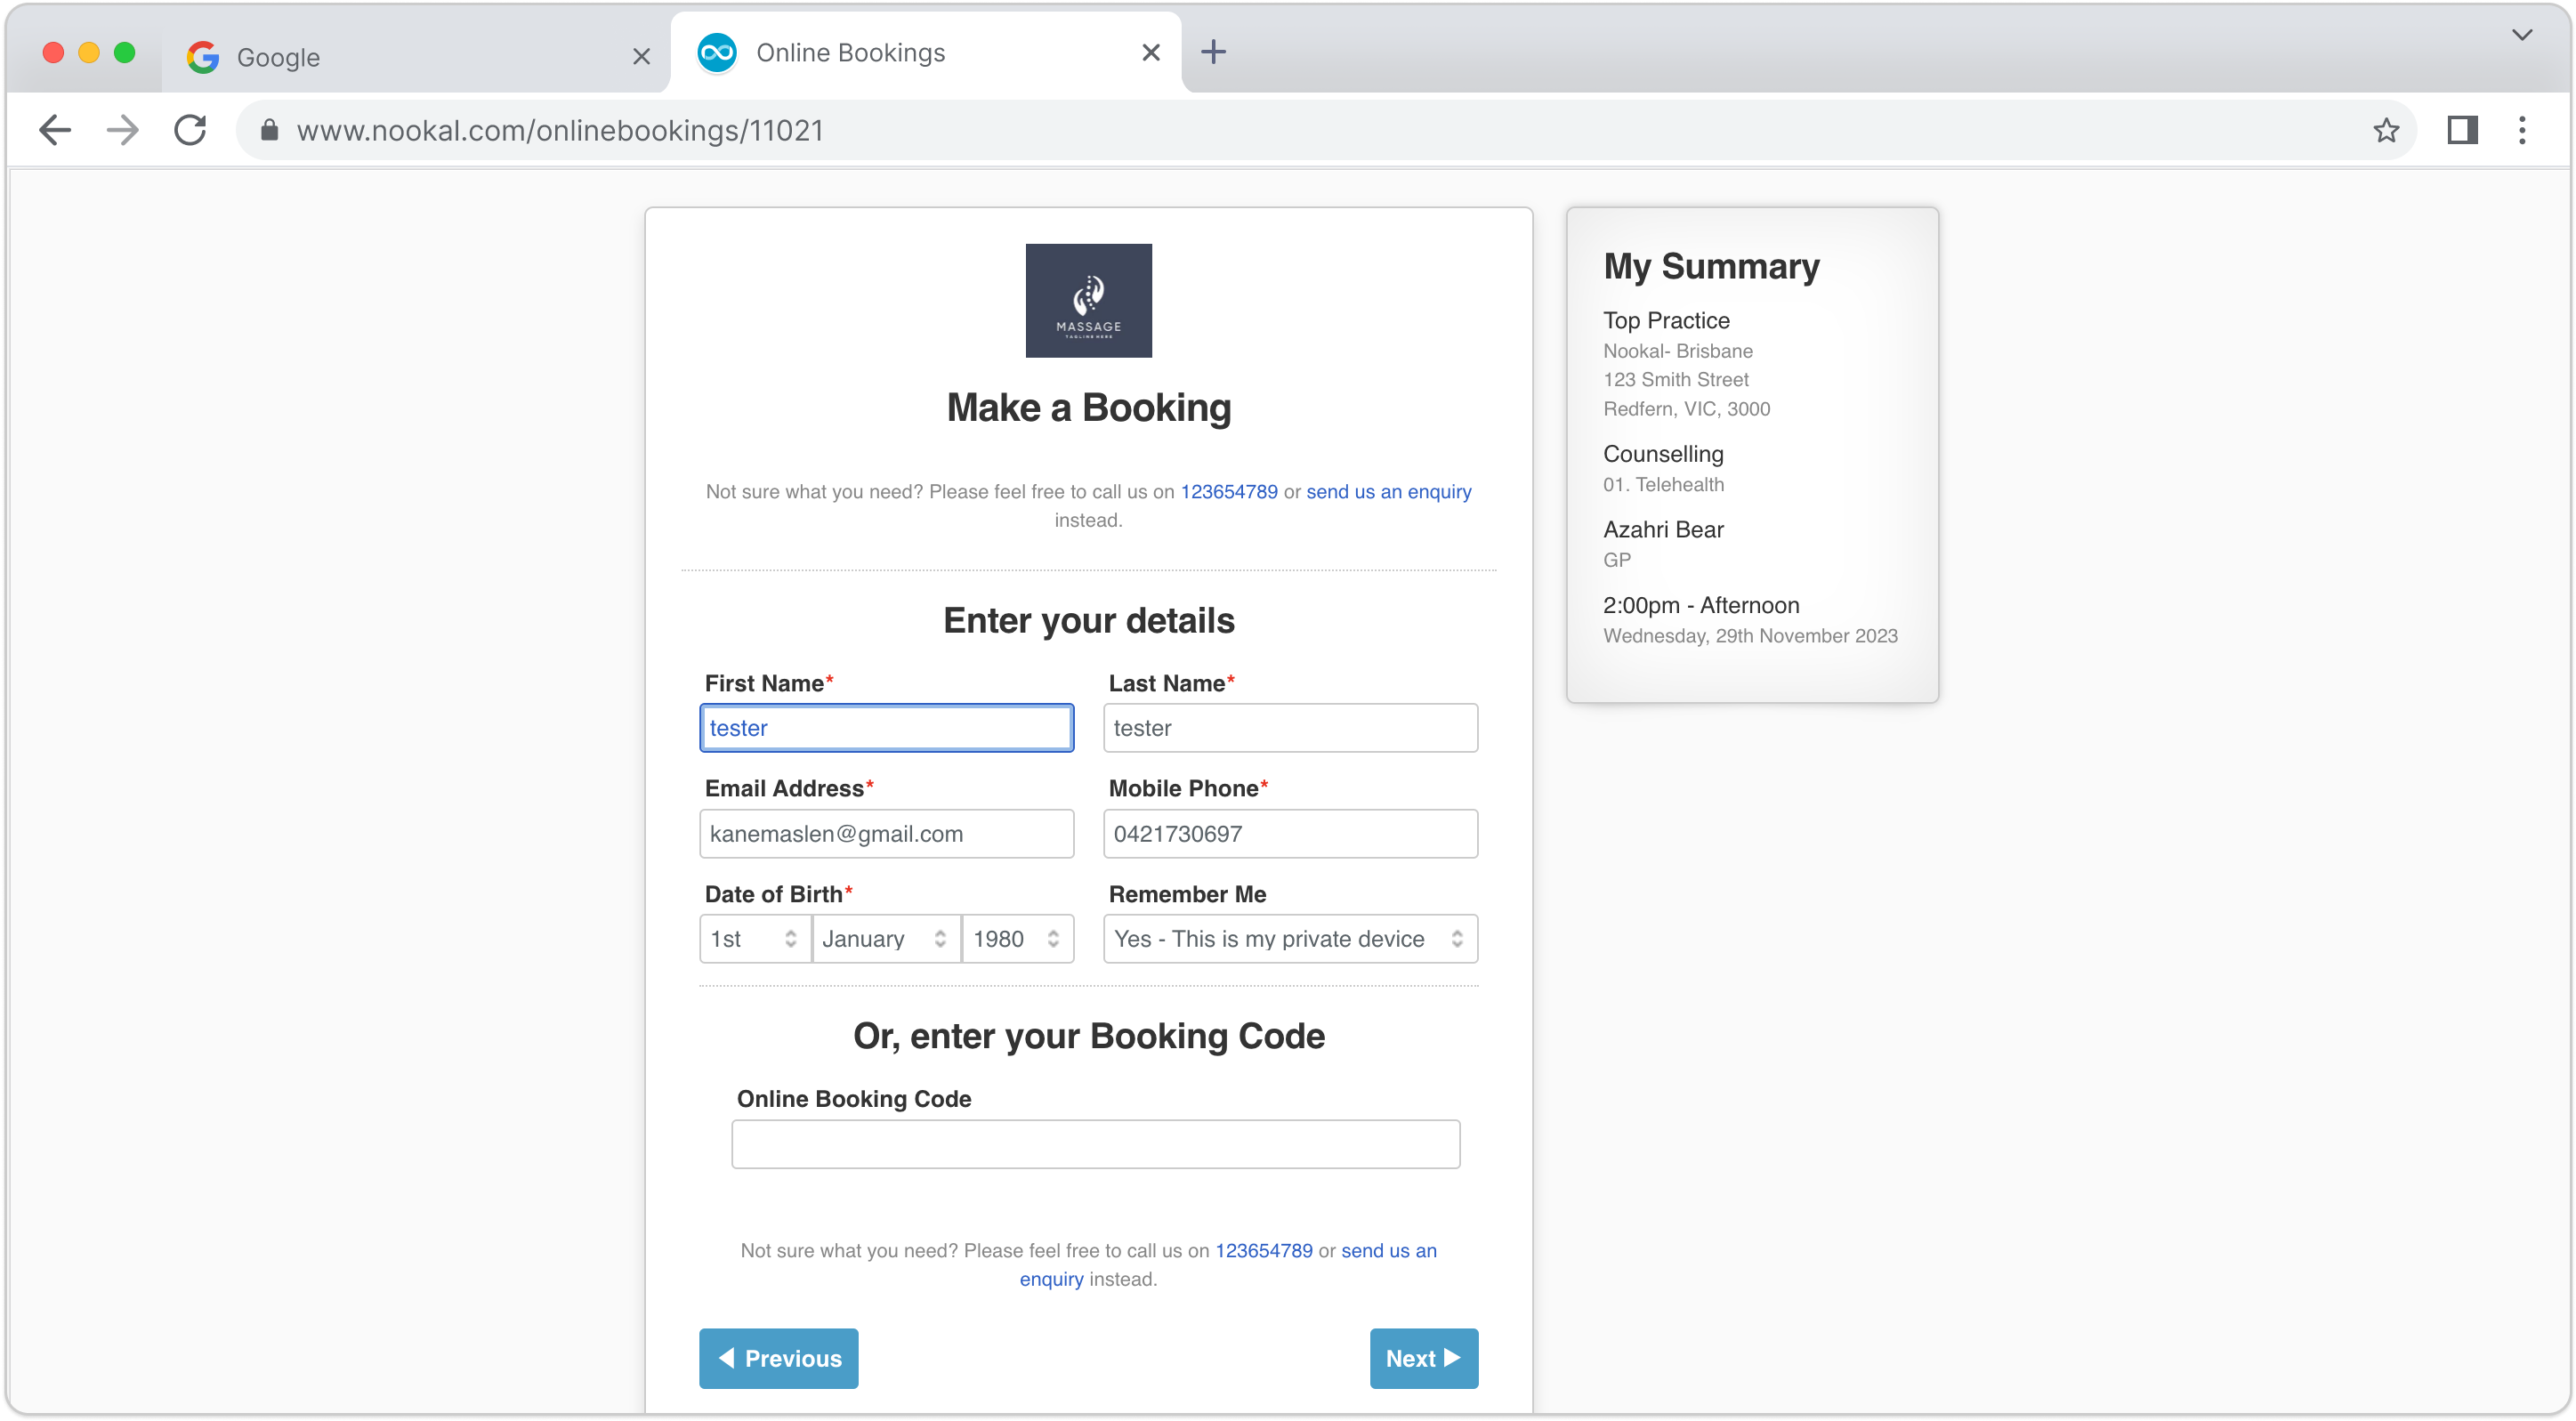 Google
Online Bookings
www.nookal.com/onlinebookings/11021
MASSAGE
TAGLINE HERE
Make a Booking
Not sure what you need? Please feel free to call us on 123654789 or send us an enquiry
instead.
Enter your details
First Name*
Last Name*
tester
tester
Email Address*
Mobile Phone*
kanemaslen@gmail.com
0421730697
Date of Birth*
Remember Me
1st
January
1980
Yes - This is my private device
Or, enter your Booking Code
Online Booking Code
Not sure what you need? Please feel free to call us on 123654789 or send us an
enquiry instead.
Previous
Next
My Summary
Top Practice
Nookal- Brisbane
123 Smith Street
Redfern, VIC, 3000
Counselling
01. Telehealth
Azahri Bear
GP
2:00pm - Afternoon
Wednesday, 29th November 2023